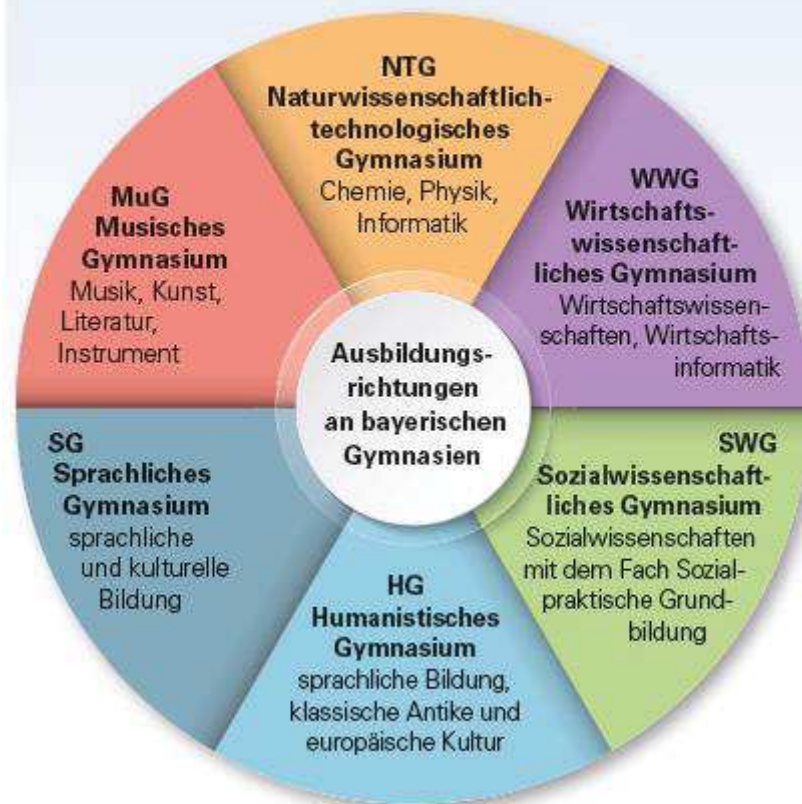 NTG
Naturwissenschaftlich-
technologisches
Gymnasium
Chemie, Physik,
Informatik
WWG
Wirtschafts-
wissenschaft-
liches Gymnasium
Wirtschaftswissen-
schaften, Wirtschafts-
informatik
SWG
Sozialwissenschaft-
liches Gymnasium
Sozialwissenschaften
mit dem Fach Sozial-
praktische Grund-
bildung
HG
Humanistisches
Gymnasium
sprachliche Bildung,
klassische Antike und
europäische Kultur
SG
Sprachliches
Gymnasium
sprachliche
und kulturelle
Bildung
MuG
Musisches
Gymnasium
Musik, Kunst,
Literatur,
Instrument
Ausbildungs-
richtungen
an bayerischen
Gymnasien